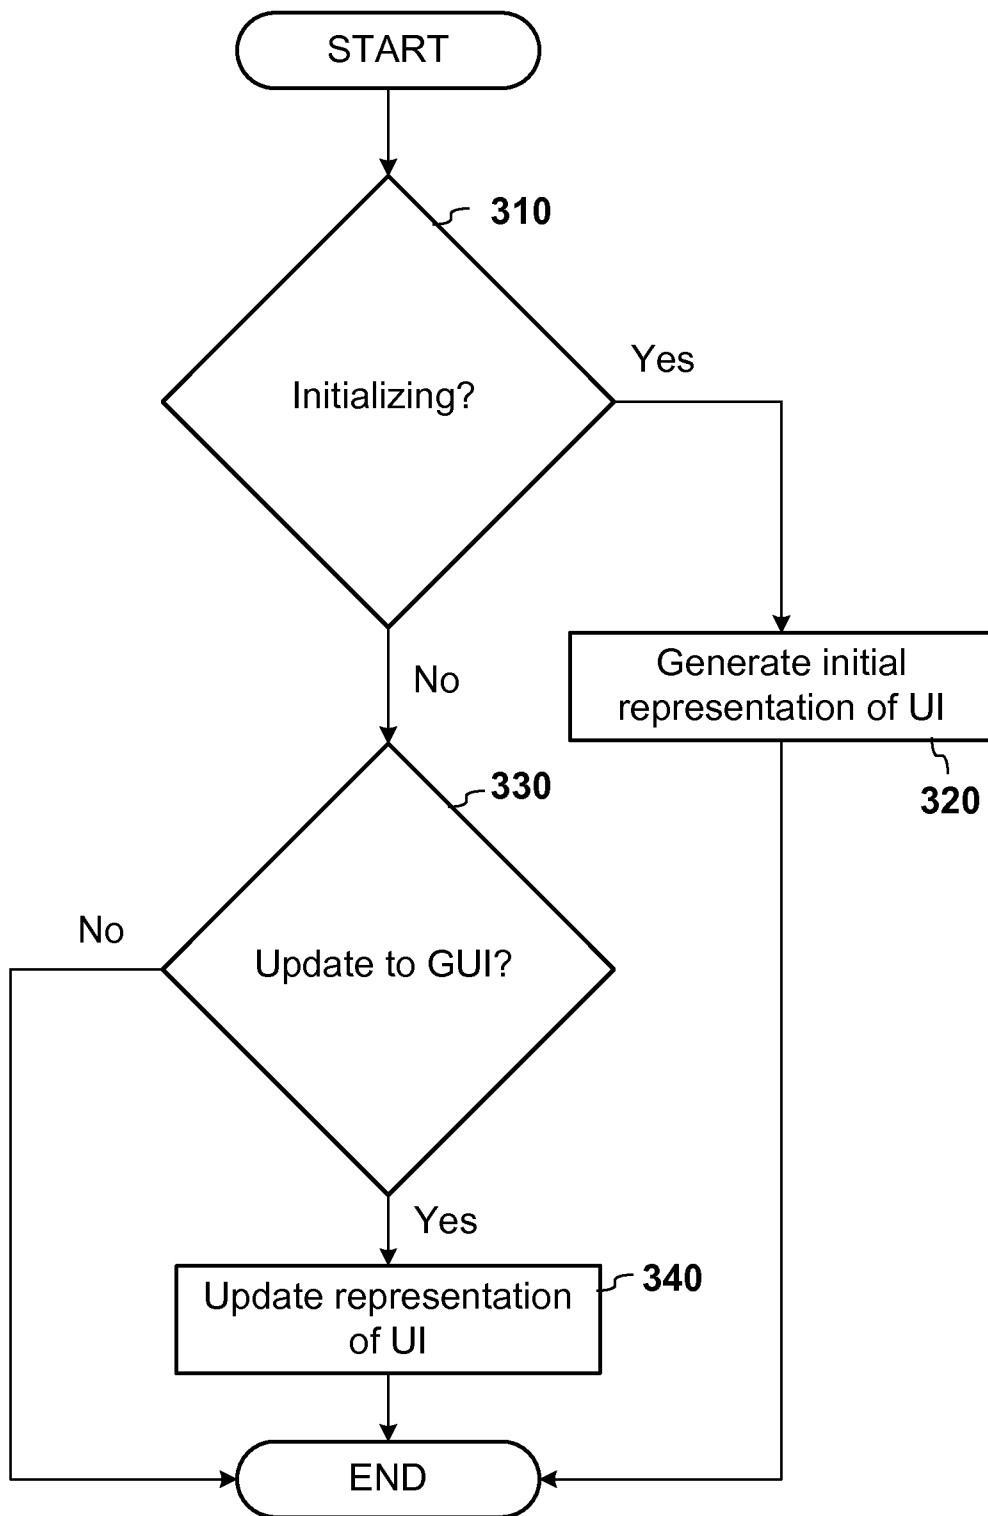 START
310
Yes
Initializing?
Generate initial
representation of UI
No
320
330
No
Update to GUI?
Yes
340
Update representation
of UI
END